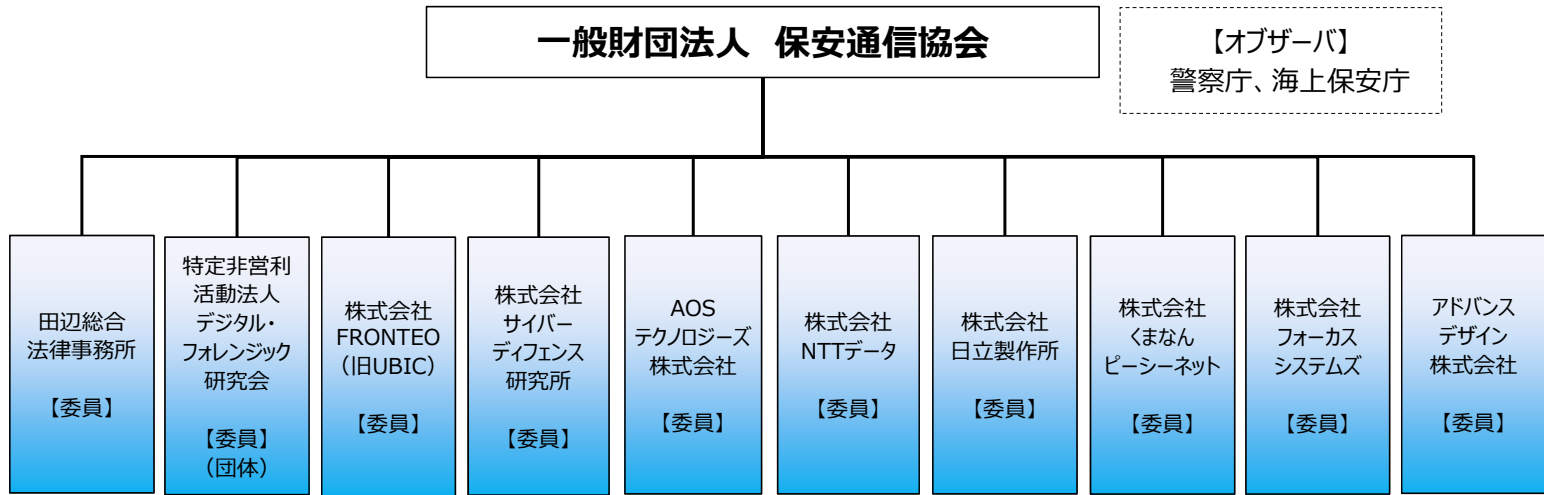 一般財団法人 保安通信協会
【オブザーバ】
警察庁、海上保安庁
田辺総合
法律事務所
【委員】
特定非営利
活動法人
デジタル・
フォレンジック
研究会
【委員】
（団体）
株式会社
FRONTEO
（旧UBIC）
【委員】
株式会社
サイバー
ディフェンス
研究所
【委員】
AOS
テクノロジーズ
株式会社
【委員】
株式会社
NTTデータ
【委員】
株式会社
日立製作所
【委員】
株式会社
くまなん
ピーシーネット
【委員】
株式会社
フォーカス
システムズ
【委員】
アドバンス
デザイン
株式会社
【委員】